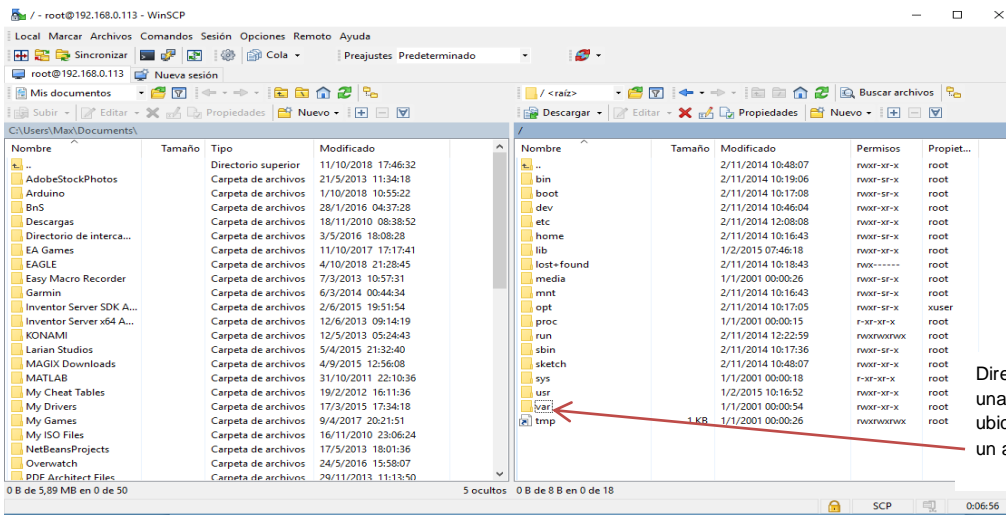 / - root@192.168.0.113 - WinSCP
Local Marcar Archivos Comandos Sesión Opciones Remoto Ayuda
Sincronizar Cola Preajustes Predeterminado
root@192.168.0.113 Nueva sesión
Mis documentos
/ <raíz> Buscar archivos
Subir Editar Propiedades Nuevo
Descargar Editar Propiedades Nuevo
C:\Users\Max\Documents\
Nombre Tamaño Tipo Modificado
.. Directorio superior 11/10/2018 17:46:32
AdobeStockPhotos Carpeta de archivos 21/5/2013 11:34:18
Arduino Carpeta de archivos 1/10/2018 10:55:22
BnS Carpeta de archivos 28/1/2016 04:37:28
Descargas Carpeta de archivos 18/11/2010 08:38:52
Directorio de interca... Carpeta de archivos 3/5/2016 18:08:28
EA Games Carpeta de archivos 11/10/2017 17:17:41
EAGLE Carpeta de archivos 4/10/2018 21:28:45
Easy Macro Recorder Carpeta de archivos 7/3/2013 10:57:31
Garmin Carpeta de archivos 6/3/2014 00:44:34
Inventor Server SDK A... Carpeta de archivos 2/6/2015 19:51:54
Inventor Server x64 A... Carpeta de archivos 12/6/2013 09:14:19
KONAMI Carpeta de archivos 12/5/2013 05:24:43
Larian Studios Carpeta de archivos 5/4/2015 21:32:40
MAGIX Downloads Carpeta de archivos 4/9/2015 12:56:08
MATLAB Carpeta de archivos 31/10/2011 22:10:36
My Cheat Tables Carpeta de archivos 19/2/2012 16:11:36
My Drivers Carpeta de archivos 17/3/2015 17:34:18
My Games Carpeta de archivos 9/4/2017 20:21:51
My ISO Files Carpeta de archivos 16/11/2010 23:06:24
NetBeansProjects Carpeta de archivos 17/5/2013 18:01:36
Overwatch Carpeta de archivos 24/5/2016 15:58:07
PDF Architect Files Carpeta de archivos 29/11/2013 11:13:50
0 B de 5,89 MB en 0 de 50 5 ocultos
/
Nombre Tamaño Modificado Permisos Propiet...
.. 2/11/2014 10:48:07 rwxr-xr-x root
bin 2/11/2014 10:19:06 rwxr-sr-x root
boot 2/11/2014 10:17:08 rwxr-sr-x root
dev 2/11/2014 10:46:04 rwxr-sr-x root
etc 2/11/2014 12:08:08 rwxr-sr-x root
home 2/11/2014 10:16:43 rwxr-sr-x root
lib 1/2/2015 07:46:18 rwxr-xr-x root
lost+found 2/11/2014 10:18:43 rwx------ root
media 1/1/2001 00:00:26 rwxr-xr-x root
mnt 2/11/2014 10:16:43 rwxr-sr-x root
opt 2/11/2014 10:17:05 rwxr-sr-x xuser
proc 1/1/2001 00:00:15 r-xr-xr-x root
run 2/11/2014 12:22:59 rwxrwxrwx root
sbin 2/11/2014 10:17:36 rwxr-sr-x root
sketch 2/11/2014 10:48:07 rwxr-xr-x root
sys 1/1/2001 00:00:18 r-xr-xr-x root
usr 1/2/2015 10:16:52 rwxr-xr-x root
var 1/1/2001 00:00:54 rwxr-xr-x root
tmp 1 KB 1/1/2001 00:00:26 rwxrwxrwx root
0 B de 8 B en 0 de 18
Dire
una
ubic
un a
SCP 0:06:56